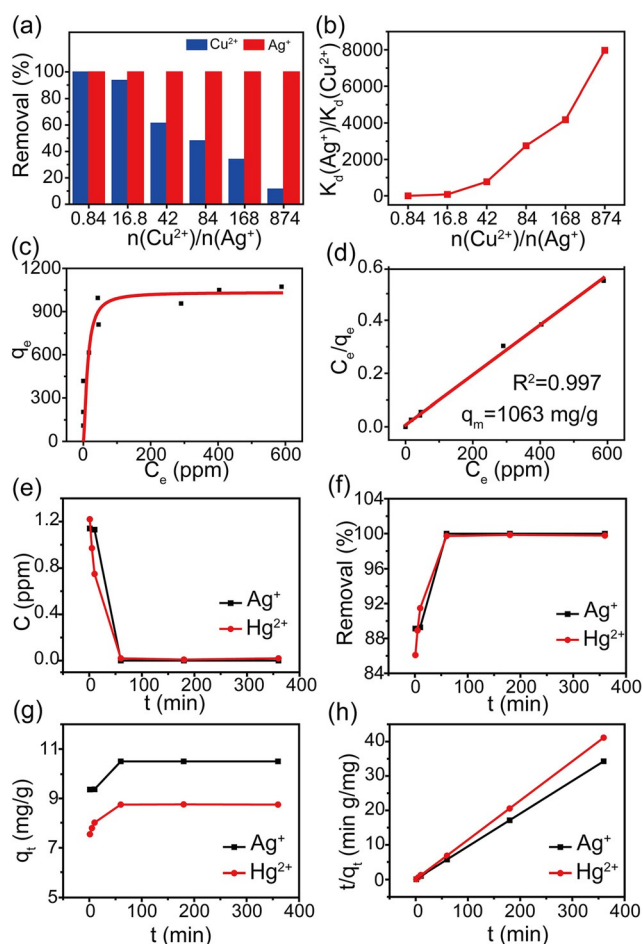 (a)
Cu²⁺ Ag⁺
Removal (%)
100
80
60
40
20
0
0.84 16.8 42 84 168 874
n(Cu²⁺)/n(Ag⁺)
(b)
K_d(Ag⁺)/K_d(Cu²⁺)
8000
6000
4000
2000
0
0.84 16.8 42 84 168 874
n(Cu²⁺)/n(Ag⁺)
(c)
q_e
1200
900
600
300
0
0 200 400 600
C_e (ppm)
(d)
C_e/q_e
0.6
0.4
0.2
0.0
R²=0.997
q_m=1063 mg/g
0 200 400 600
C_e (ppm)
(e)
C (ppm)
1.2
0.8
0.4
0.0
Ag⁺
Hg²⁺
0 100 200 300 400
t (min)
(f)
Removal (%)
104
100
96
92
88
84
Ag⁺
Hg²⁺
0 100 200 300 400
t (min)
(g)
q_t (mg/g)
13
11
9
7
5
Ag⁺
Hg²⁺
0 100 200 300 400
t (min)
(h)
t/q_t (min g/mg)
40
30
20
10
0
Ag⁺
Hg²⁺
0 100 200 300 400
t (min)